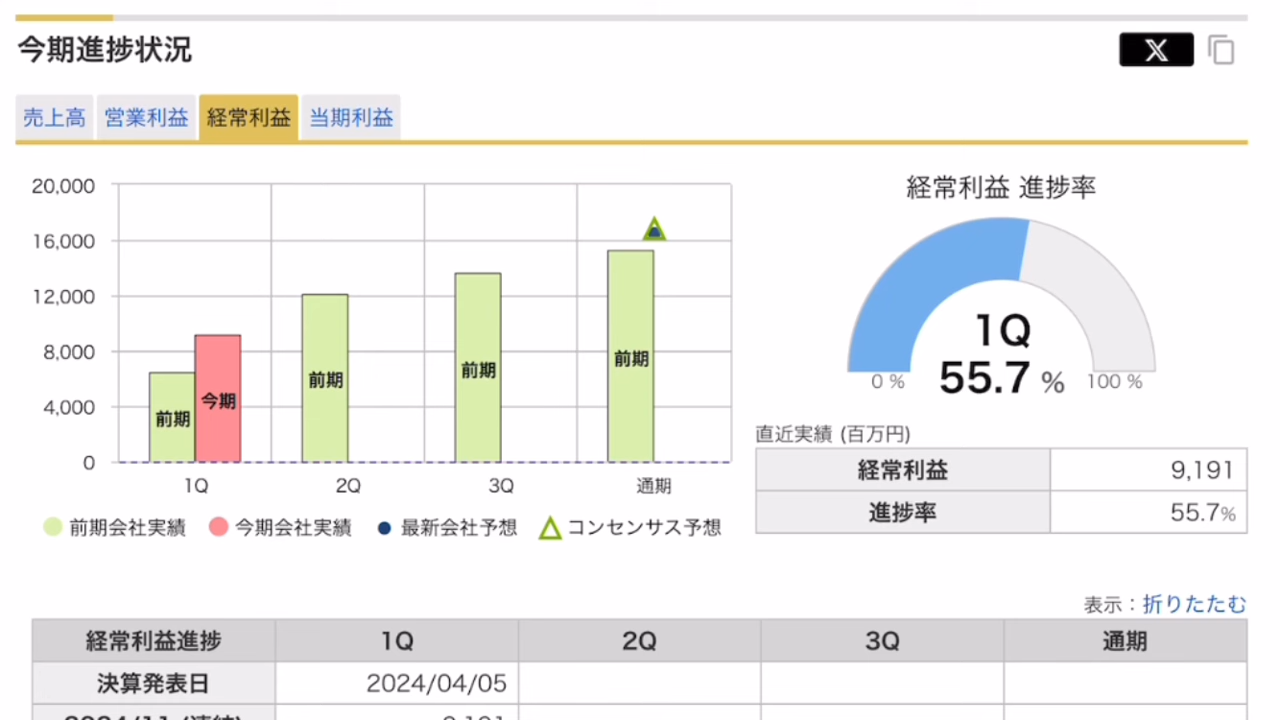 今期進捗状況
X
売上高 営業利益 経常利益 当期利益
20,000
16,000
12,000
8,000
4,000
0
前期 今期 前期 前期 前期
1Q 2Q 3Q 通期
前期会社実績 今期会社実績 最新会社予想 コンセンサス予想
経常利益 進捗率
1Q
55.7 %
0 % 100 %
直近実績 (百万円)
経常利益 9,191
進捗率 55.7%
表示：折りたたむ
経常利益進捗 1Q 2Q 3Q 通期
決算発表日 2024/04/05
2024/11 (連結) 9,191